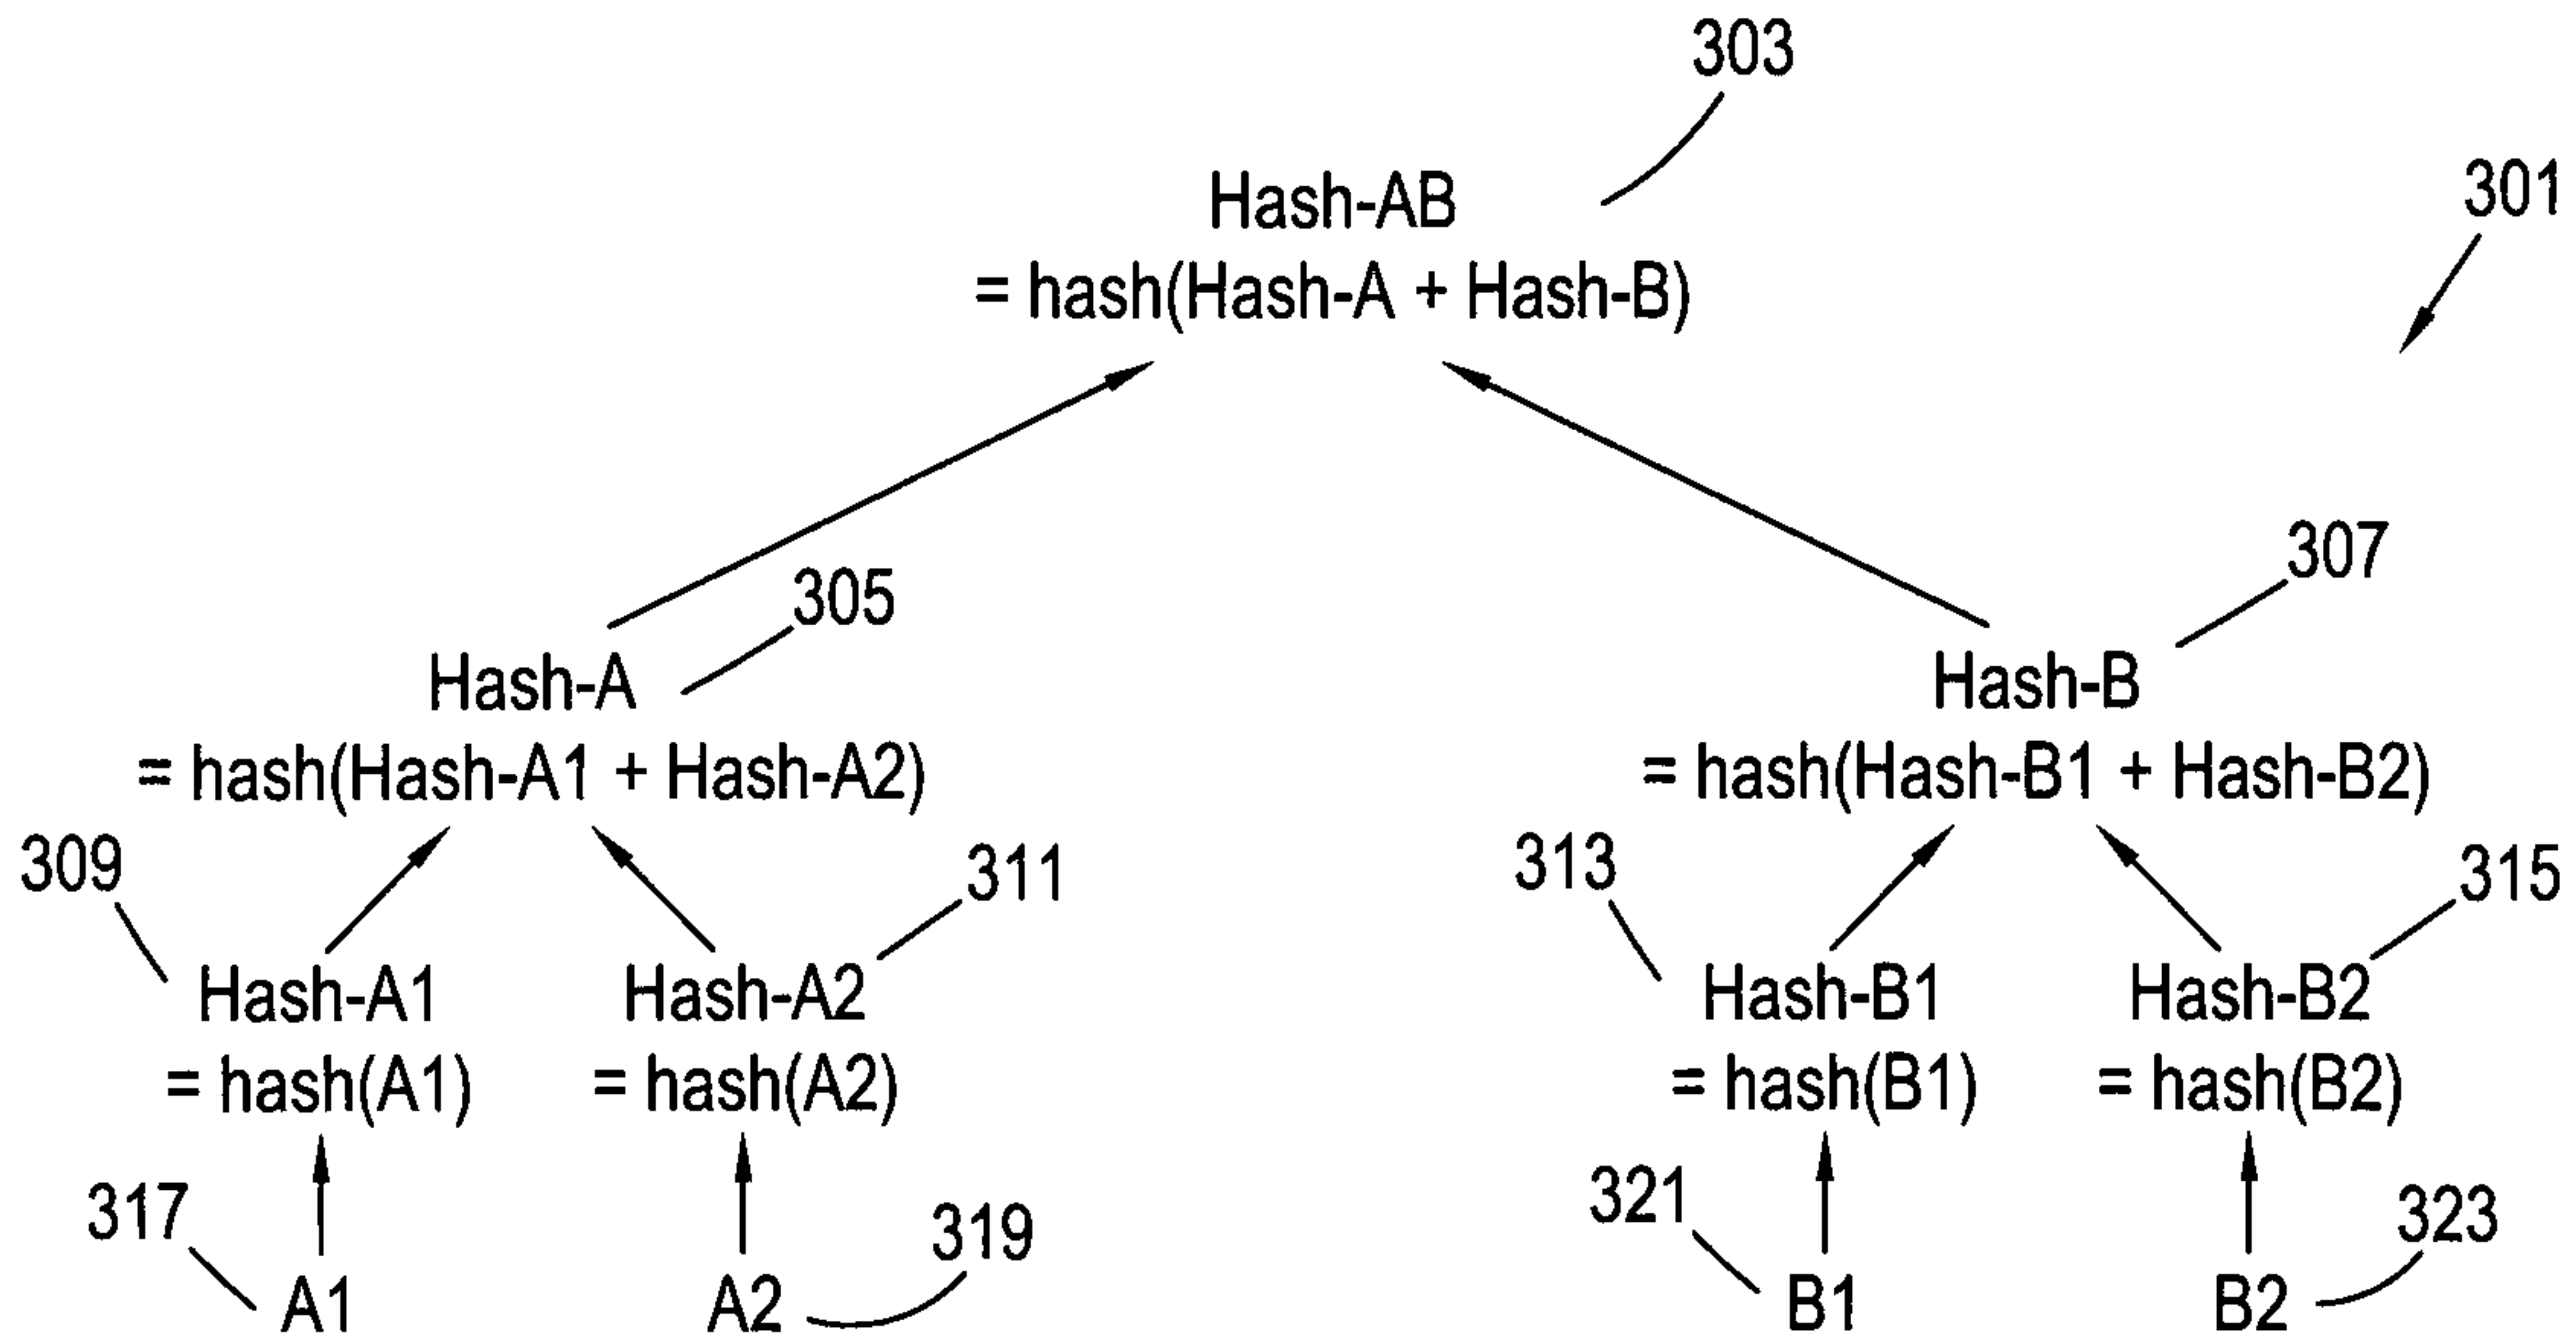 303
301
Hash-AB
= hash(Hash-A + Hash-B)
305
307
Hash-A
= hash(Hash-A1 + Hash-A2)
Hash-B
= hash(Hash-B1 + Hash-B2)
309
311
313
315
Hash-A1
= hash(A1)
Hash-A2
= hash(A2)
Hash-B1
= hash(B1)
Hash-B2
= hash(B2)
317
319
321
323
A1
A2
B1
B2